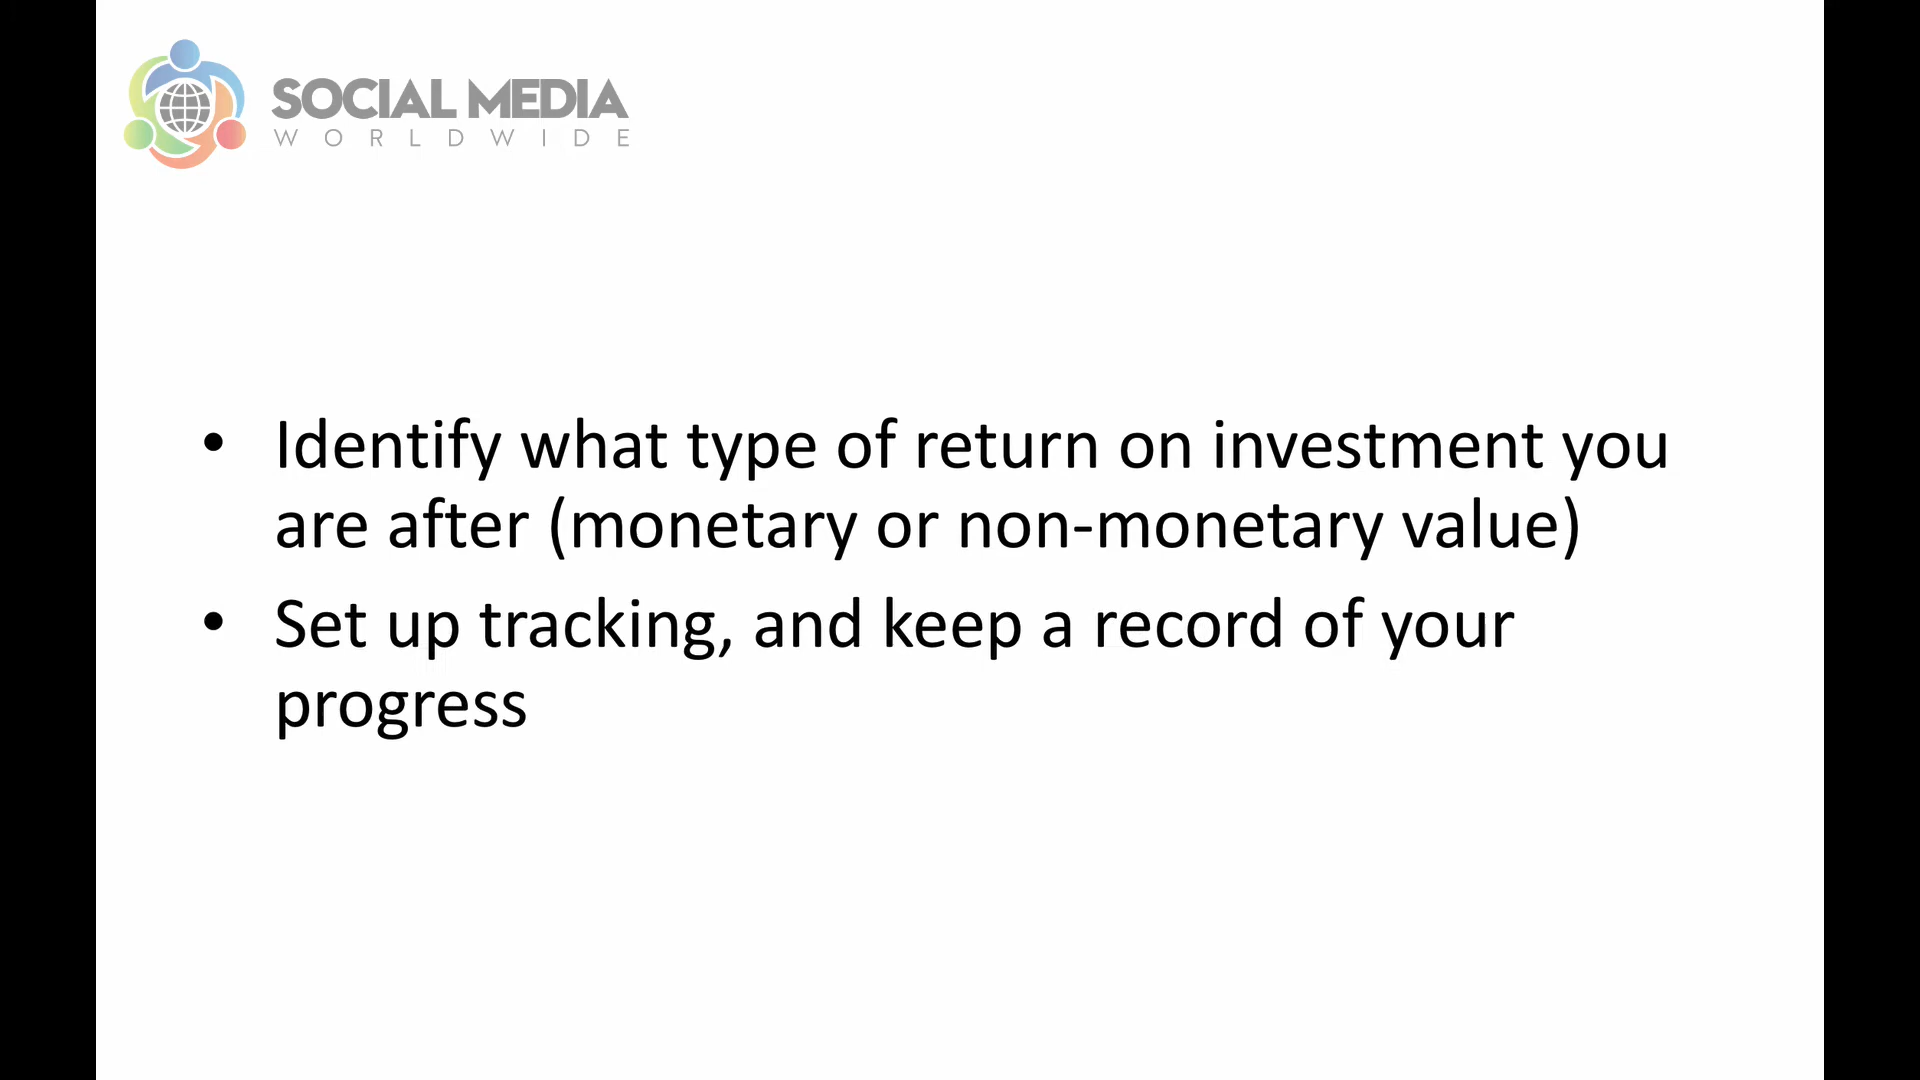 SOCIAL MEDIA
WORLDWIDE
• Identify what type of return on investment you
are after (monetary or non-monetary value)
• Set up tracking, and keep a record of your
progress